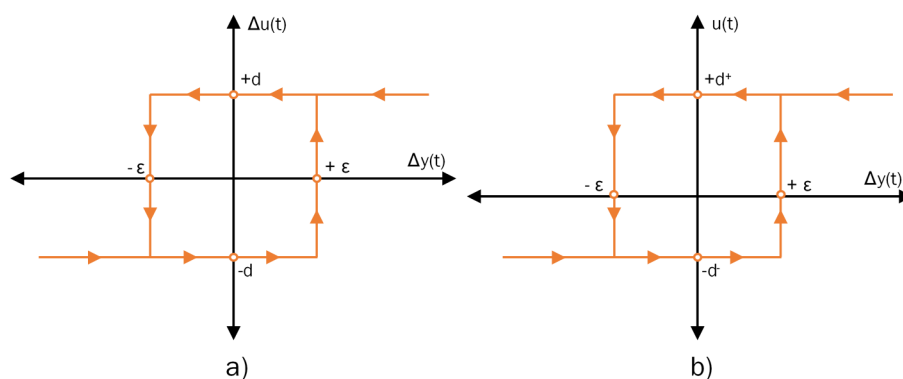 Δu(t)
+d
- ε
+ ε
Δy(t)
-d
a)
u(t)
+d⁺
- ε
+ ε
Δy(t)
-d⁻
b)